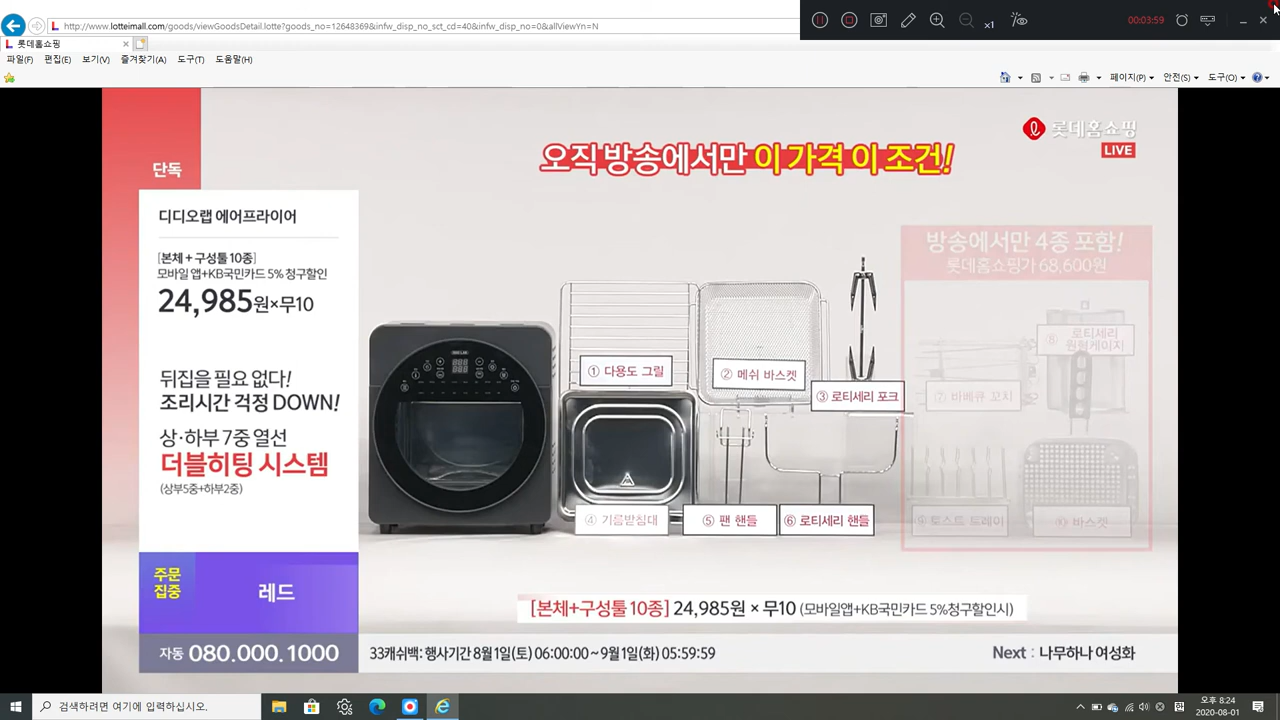 http://www.lotteimall.com/goods/viewGoodsDetail.lotte?goods_no=12648369&infw_disp_no_sct_cd=40&infw_disp_no=0&allViewYn=N
x1
00:03:59
롯데홈쇼핑
파일(F) 편집(E) 보기(V) 즐겨찾기(A) 도구(T) 도움말(H)
페이지(P) 안전(S) 도구(O)
단독
오직 방송에서만 이 가격 이 조건!
롯데홈쇼핑
LIVE
디디오랩 에어프라이어
[본체 + 구성툴 10종]
모바일 앱+KB국민카드 5% 청구할인
24,985원×무10
뒤집을 필요 없다!
조리시간 걱정 DOWN!
상·하부 7중 열선
더블히팅 시스템
(상부5중+하부2중)
주문
집중
레드
자동 080.000.1000
① 다용도 그릴
② 메쉬 바스켓
③ 로티세리 포크
④ 기름받침대
⑤ 팬 핸들
⑥ 로티세리 핸들
방송에서만 4종 포함!
롯데홈쇼핑가 68,600원
⑦ 바베큐 꼬치
⑧ 로티세리
원형케이지
⑨ 로스트 트레이
⑩ 바스켓
[본체+구성툴 10종] 24,985원 × 무10 (모바일앱+KB국민카드 5%청구할인시)
33캐쉬백: 행사기간 8월 1일(토) 06:00:00 ~ 9월 1일(화) 05:59:59
Next : 나무하나 여성화
검색하려면 여기에 입력하십시오.
오후 8:24
2020-08-01